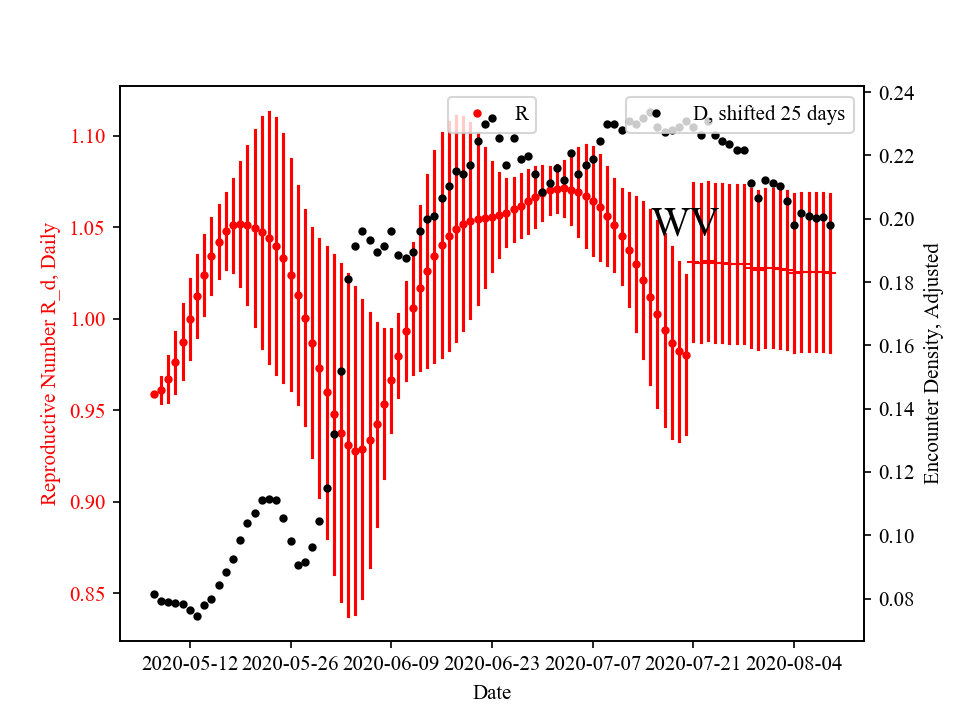 R
D, shifted 25 days
WV
Reproductive Number R_d, Daily
1.10
1.05
1.00
0.95
0.90
0.85
0.24
0.22
0.20
0.18
0.16
0.14
0.12
0.10
0.08
Encounter Density, Adjusted
2020-05-12 2020-05-26 2020-06-09 2020-06-23 2020-07-07 2020-07-21 2020-08-04
Date